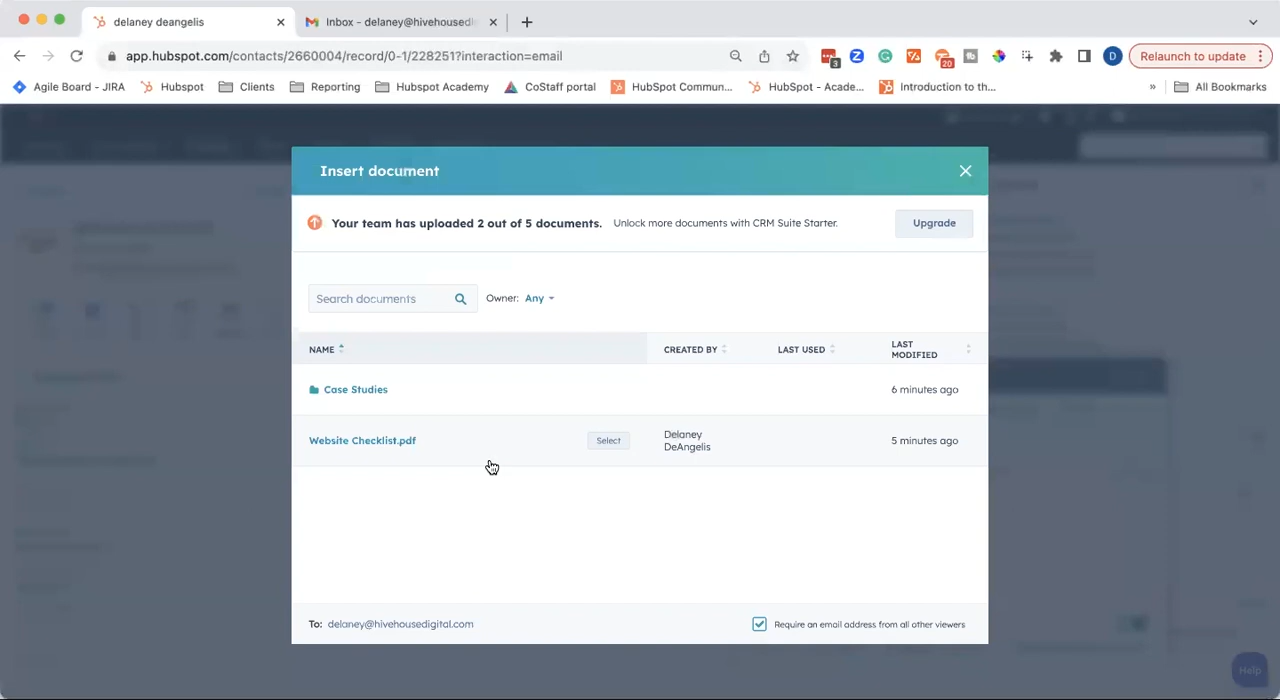 delaney deangelis
Inbox - delaney@hivehousedi
app.hubspot.com/contacts/2660004/record/0-1/228251?interaction=email
3
20
D
Relaunch to update
Agile Board - JIRA
Hubspot
Clients
Reporting
Hubspot Academy
CoStaff portal
HubSpot Commun...
HubSpot - Acade...
Introduction to th...
»
All Bookmarks
Insert document
Your team has uploaded 2 out of 5 documents.
Unlock more documents with CRM Suite Starter.
Upgrade
Search documents
Owner: Any
NAME
CREATED BY
LAST USED
LAST
MODIFIED
Case Studies
6 minutes ago
Website Checklist.pdf
Select
Delaney
DeAngelis
5 minutes ago
To: delaney@hivehousedigital.com
Require an email address from all other viewers
Help